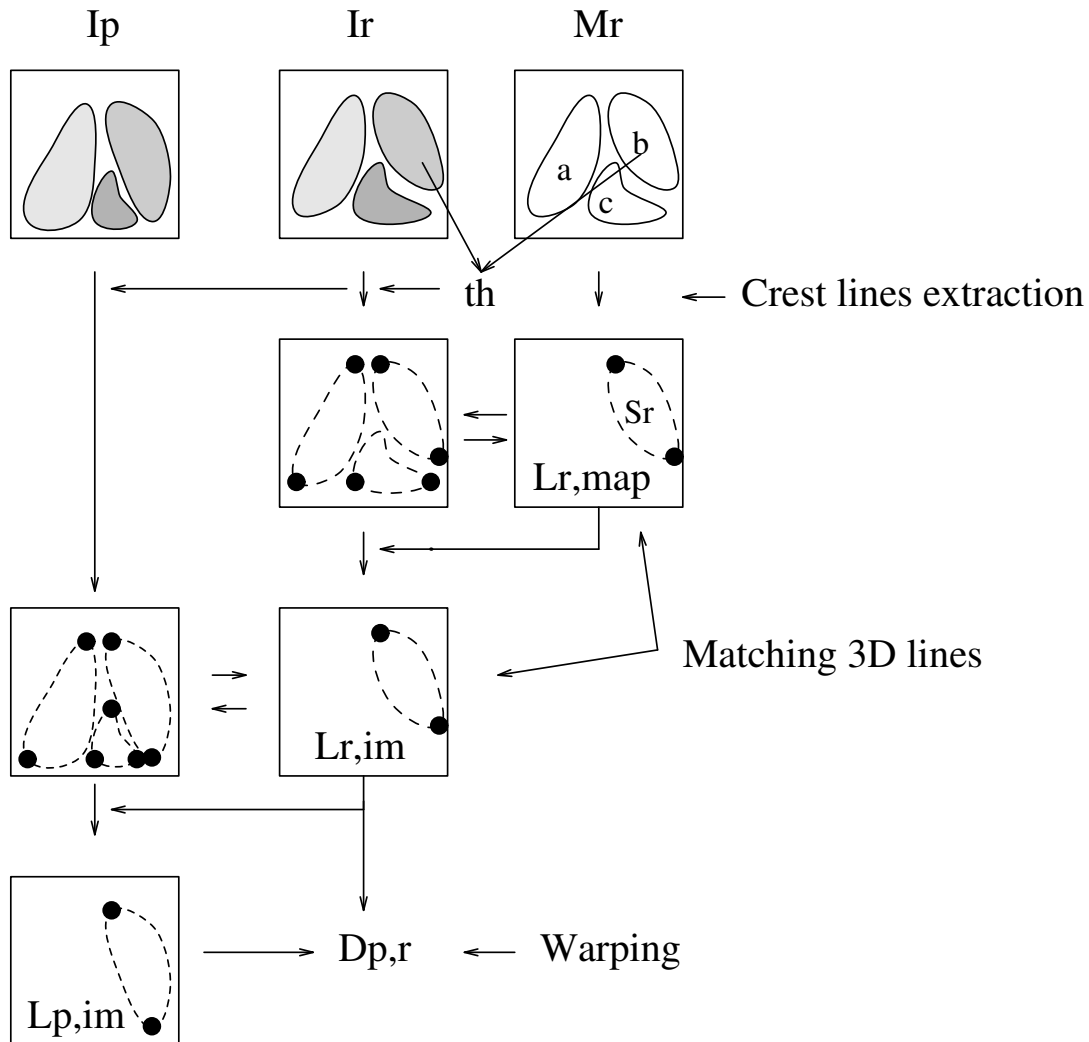 Ip
Ir
Mr
a
b
c
th
Crest lines extraction
Sr
Lr,map
Matching 3D lines
Lr,im
Dp,r
Warping
Lp,im